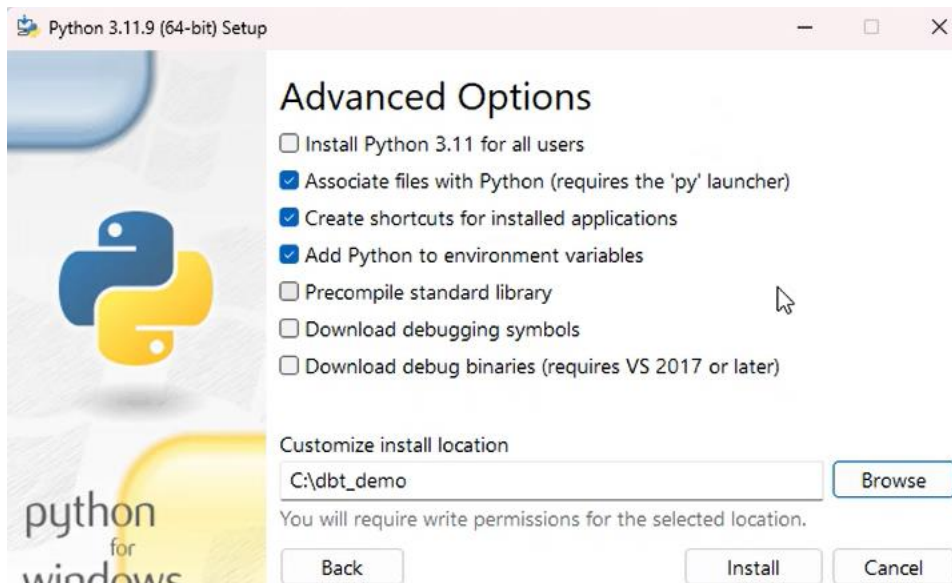 Python 3.11.9 (64-bit) Setup
Advanced Options
Install Python 3.11 for all users
Associate files with Python (requires the 'py' launcher)
Create shortcuts for installed applications
Add Python to environment variables
Precompile standard library
Download debugging symbols
Download debug binaries (requires VS 2017 or later)
Customize install location
C:\dbt_demo
Browse
You will require write permissions for the selected location.
python
for
windows
Back
Install
Cancel